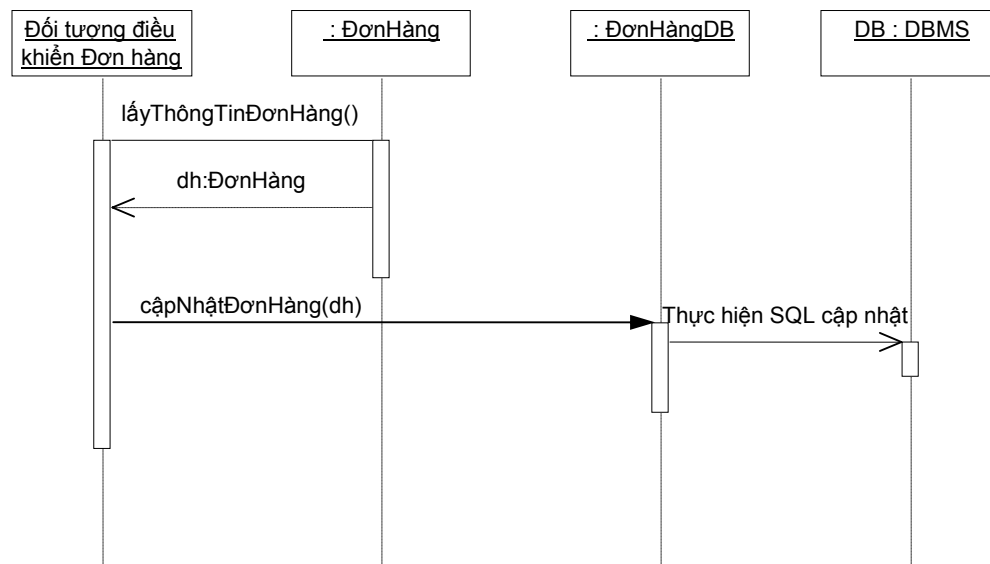 Đối tượng điều
khiển Đơn hàng
: ĐơnHàng
: ĐơnHàngDB
DB : DBMS
lấyThôngTinĐơnHàng()
dh:ĐơnHàng
cậpNhậtĐơnHàng(dh)
Thực hiện SQL cập nhật